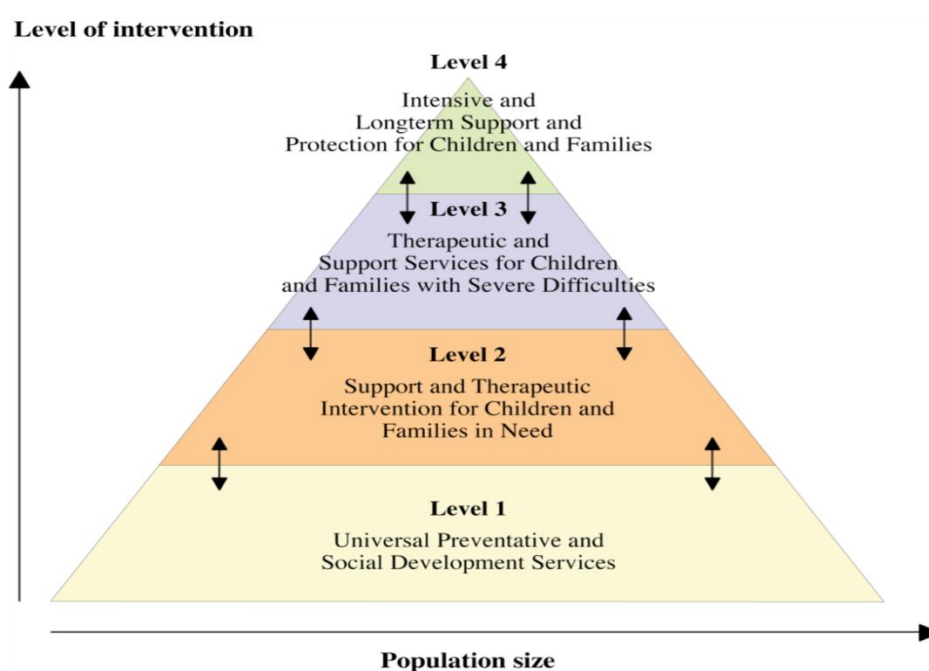 Level of intervention
Level 4
Intensive and
Longterm Support and
Protection for Children and Families
Level 3
Therapeutic and
Support Services for Children
and Families with Severe Difficulties
Level 2
Support and Therapeutic
Intervention for Children and
Families in Need
Level 1
Universal Preventative and
Social Development Services
Population size